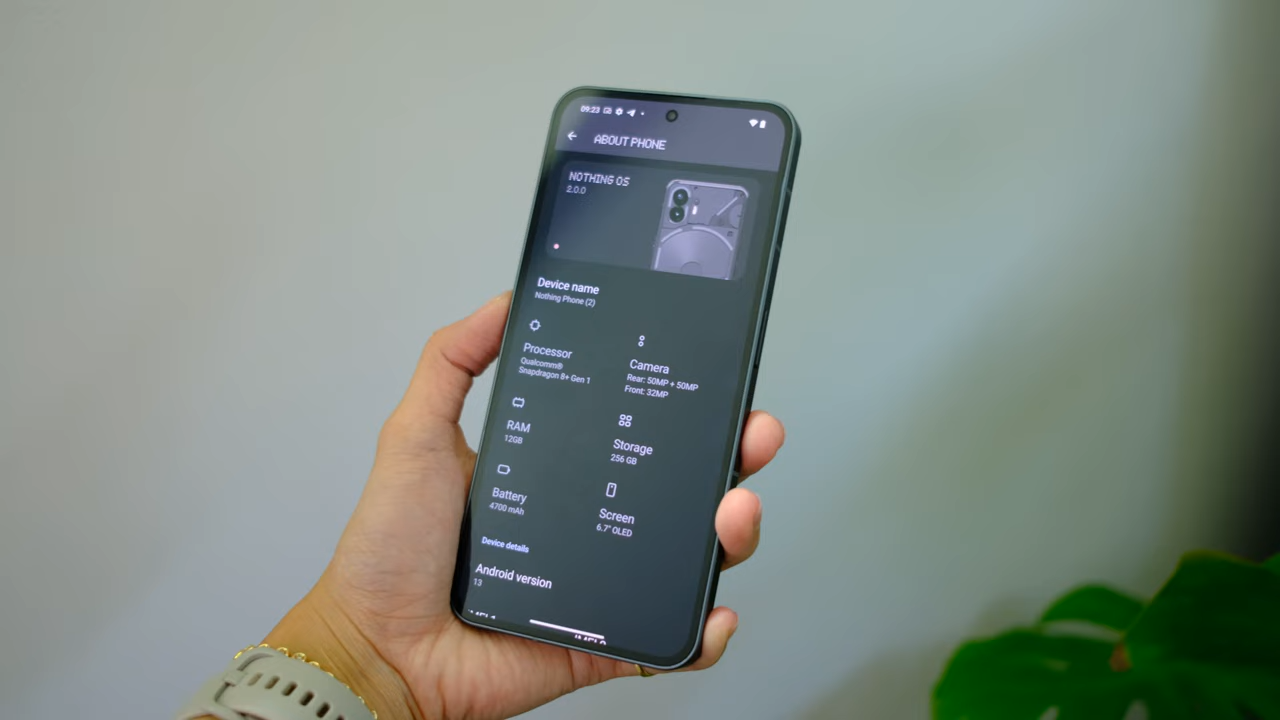 09:23
ABOUT PHONE
NOTHING OS
2.0.0
Device name
Nothing Phone (2)
Processor
Qualcomm®
Snapdragon 8+ Gen 1
Camera
Rear: 50MP + 50MP
Front: 32MP
RAM
12GB
Storage
256 GB
Battery
4700 mAh
Screen
6.7" OLED
Device details
Android version
13